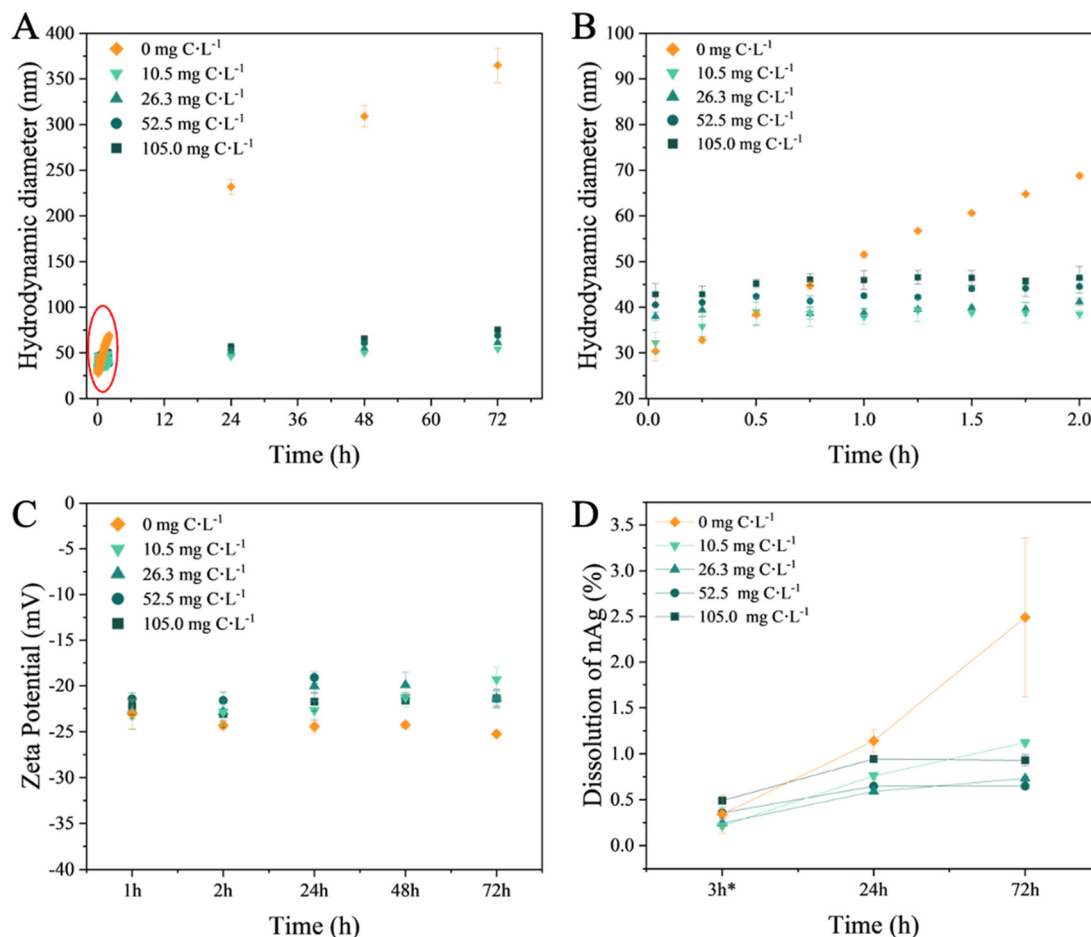 A
Hydrodynamic diameter (nm)
400
350
300
250
200
150
100
50
0
0 mg C·L⁻¹
10.5 mg C·L⁻¹
26.3 mg C·L⁻¹
52.5 mg C·L⁻¹
105.0 mg C·L⁻¹
0 12 24 36 48 60 72
Time (h)
B
Hydrodynamic diameter (nm)
100
90
80
70
60
50
40
30
20
0 mg C·L⁻¹
10.5 mg C·L⁻¹
26.3 mg C·L⁻¹
52.5 mg C·L⁻¹
105.0 mg C·L⁻¹
0.0 0.5 1.0 1.5 2.0
Time (h)
C
Zeta Potential (mV)
0
-5
-10
-15
-20
-25
-30
-35
-40
0 mg C·L⁻¹
10.5 mg C·L⁻¹
26.3 mg C·L⁻¹
52.5 mg C·L⁻¹
105.0 mg C·L⁻¹
1h 2h 24h 48h 72h
Time (h)
D
Dissolution of nAg (%)
3.5
3.0
2.5
2.0
1.5
1.0
0.5
0.0
0 mg C·L⁻¹
10.5 mg C·L⁻¹
26.3 mg C·L⁻¹
52.5 mg C·L⁻¹
105.0 mg C·L⁻¹
3h* 24h 72h
Time (h)